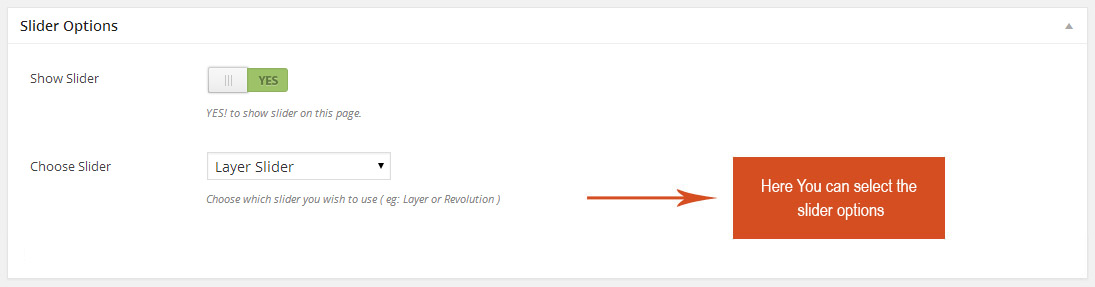 Slider Options
Show Slider
YES
YES! to show slider on this page.
Choose Slider
Layer Slider
Choose which slider you wish to use ( eg: Layer or Revolution )
Here You can select the
slider options